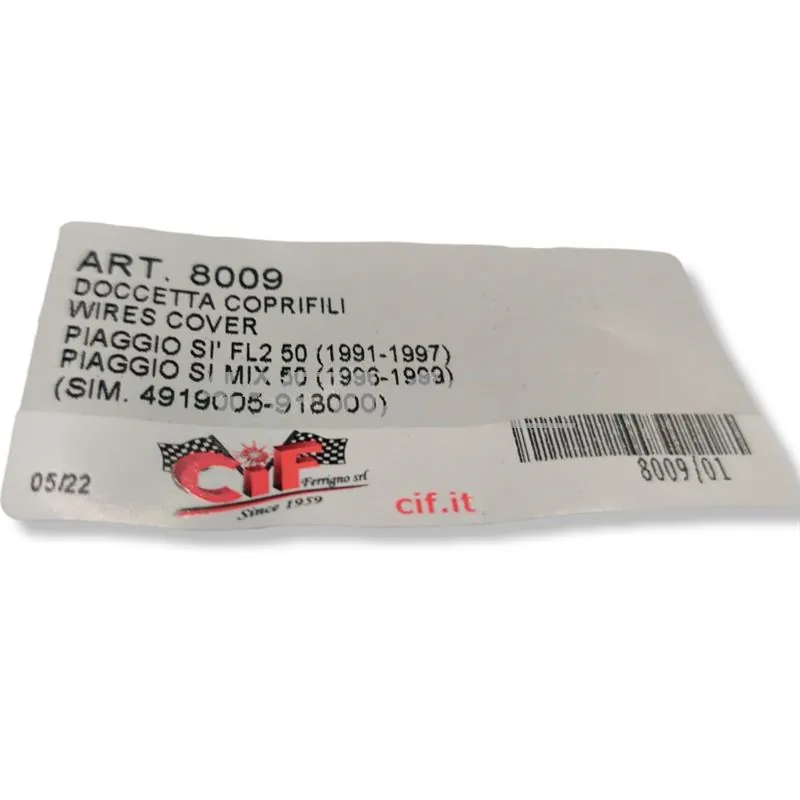 ART. 8009
DOCCETTA COPRIFILI
WIRES COVER
PIAGGIO SI' FL2 50 (1991-1997)
PIAGGIO SI MIX 50 (1996-1999)
(SIM. 4919005-918000)
05/22
CiF
Ferrigno srl
Since 1959
cif.it
8009/01